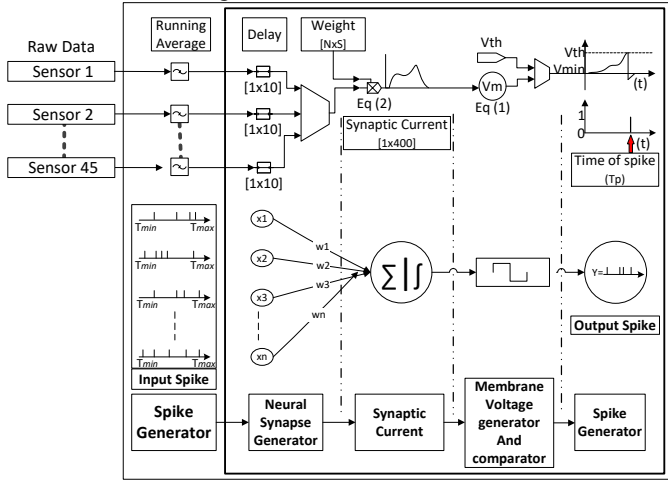 Raw Data
Running
Average
Delay
Weight
[NxS]
Vth
Vth
Vmin
(t)
Sensor 1
[1x10]
Eq (2)
Vm
Eq (1)
Sensor 2
[1x10]
Synaptic Current
[1x400]
1
0
(t)
Sensor 45
[1x10]
Time of spike
(Tp)
Tmin Tmax
Tmin Tmax
Tmin Tmax
Tmin Tmax
Input Spike
x1
x2
x3
xn
w1
w2
w3
wn
∑|∫
Y=
Output Spike
Spike
Generator
Neural
Synapse
Generator
Synaptic
Current
Membrane
Voltage
generator
And
comparator
Spike
Generator